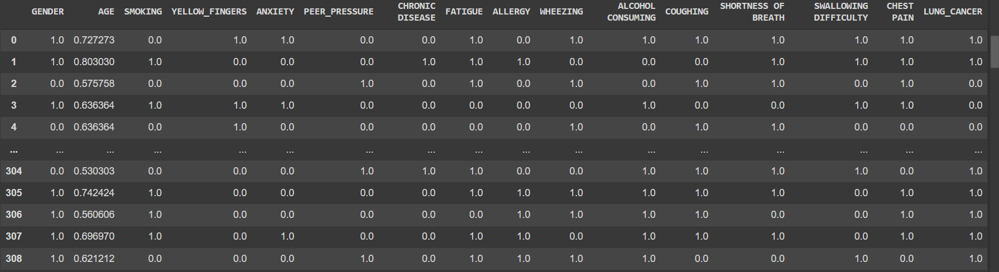 GENDER AGE SMOKING YELLOW_FINGERS ANXIETY PEER_PRESSURE CHRONIC DISEASE FATIGUE ALLERGY WHEEZING ALCOHOL CONSUMING COUGHING SHORTNESS OF BREATH SWALLOWING DIFFICULTY CHEST PAIN LUNG_CANCER
0 1.0 0.727273 0.0 1.0 1.0 0.0 0.0 1.0 0.0 1.0 1.0 1.0 1.0 1.0 1.0 1.0
1 1.0 0.803030 1.0 0.0 0.0 0.0 1.0 1.0 1.0 0.0 0.0 0.0 1.0 1.0 1.0 1.0
2 0.0 0.575758 0.0 0.0 0.0 1.0 0.0 1.0 0.0 1.0 0.0 1.0 1.0 0.0 1.0 0.0
3 1.0 0.636364 1.0 1.0 1.0 0.0 0.0 0.0 0.0 0.0 1.0 0.0 0.0 1.0 1.0 0.0
4 0.0 0.636364 0.0 1.0 0.0 0.0 0.0 0.0 0.0 1.0 0.0 1.0 1.0 0.0 0.0 0.0
... ... ... ... ... ... ... ... ... ... ... ... ... ... ... ... ...
304 0.0 0.530303 0.0 0.0 0.0 1.0 1.0 1.0 0.0 0.0 1.0 1.0 1.0 1.0 0.0 1.0
305 1.0 0.742424 1.0 0.0 0.0 0.0 0.0 1.0 1.0 1.0 1.0 1.0 1.0 0.0 1.0 1.0
306 1.0 0.560606 1.0 0.0 0.0 0.0 0.0 0.0 1.0 1.0 1.0 1.0 0.0 0.0 1.0 1.0
307 1.0 0.696970 1.0 0.0 1.0 0.0 0.0 1.0 1.0 0.0 1.0 1.0 1.0 0.0 1.0 1.0
308 1.0 0.621212 0.0 0.0 0.0 1.0 0.0 1.0 1.0 1.0 1.0 0.0 0.0 1.0 0.0 1.0